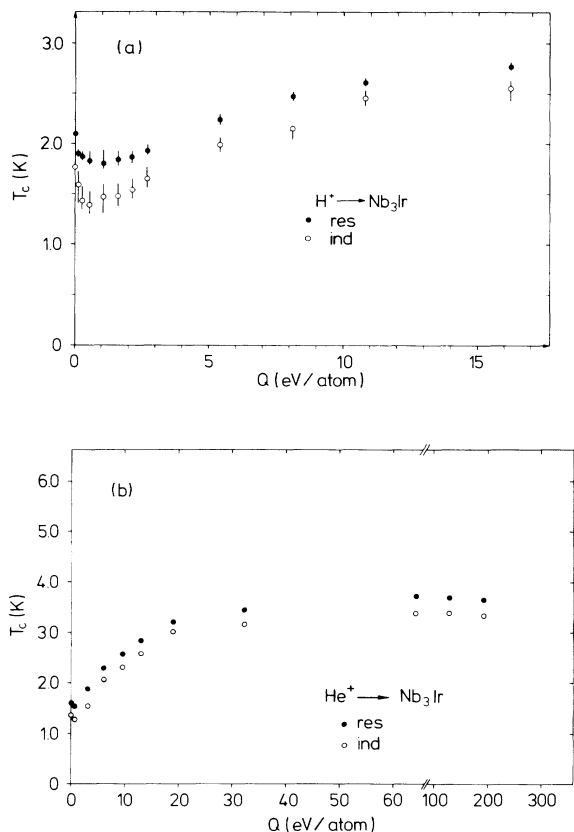 (a)
3.0
2.0
1.0
0
T_c (K)
H⁺ → Nb₃Ir
● res
○ ind
0 5 10 15
Q (eV/atom)
(b)
6.0
5.0
4.0
3.0
2.0
1.0
0
T_c (K)
He⁺ → Nb₃Ir
● res
○ ind
0 10 20 30 40 50 60 100 200 300
Q (eV/atom)